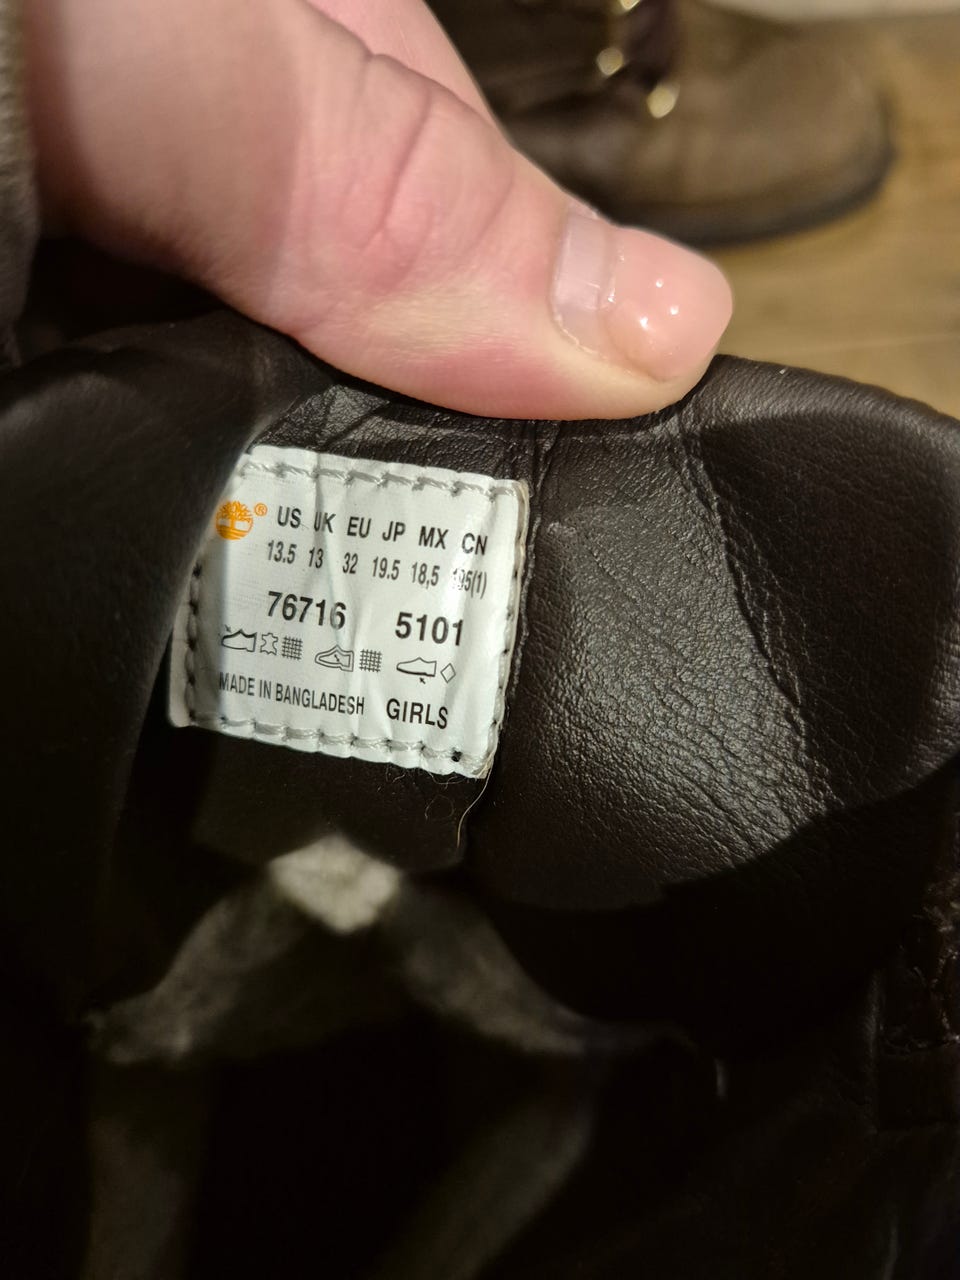 ® US UK EU JP MX CN
13.5 13 32 19.5 18,5 195(1)
76716 5101
MADE IN BANGLADESH GIRLS